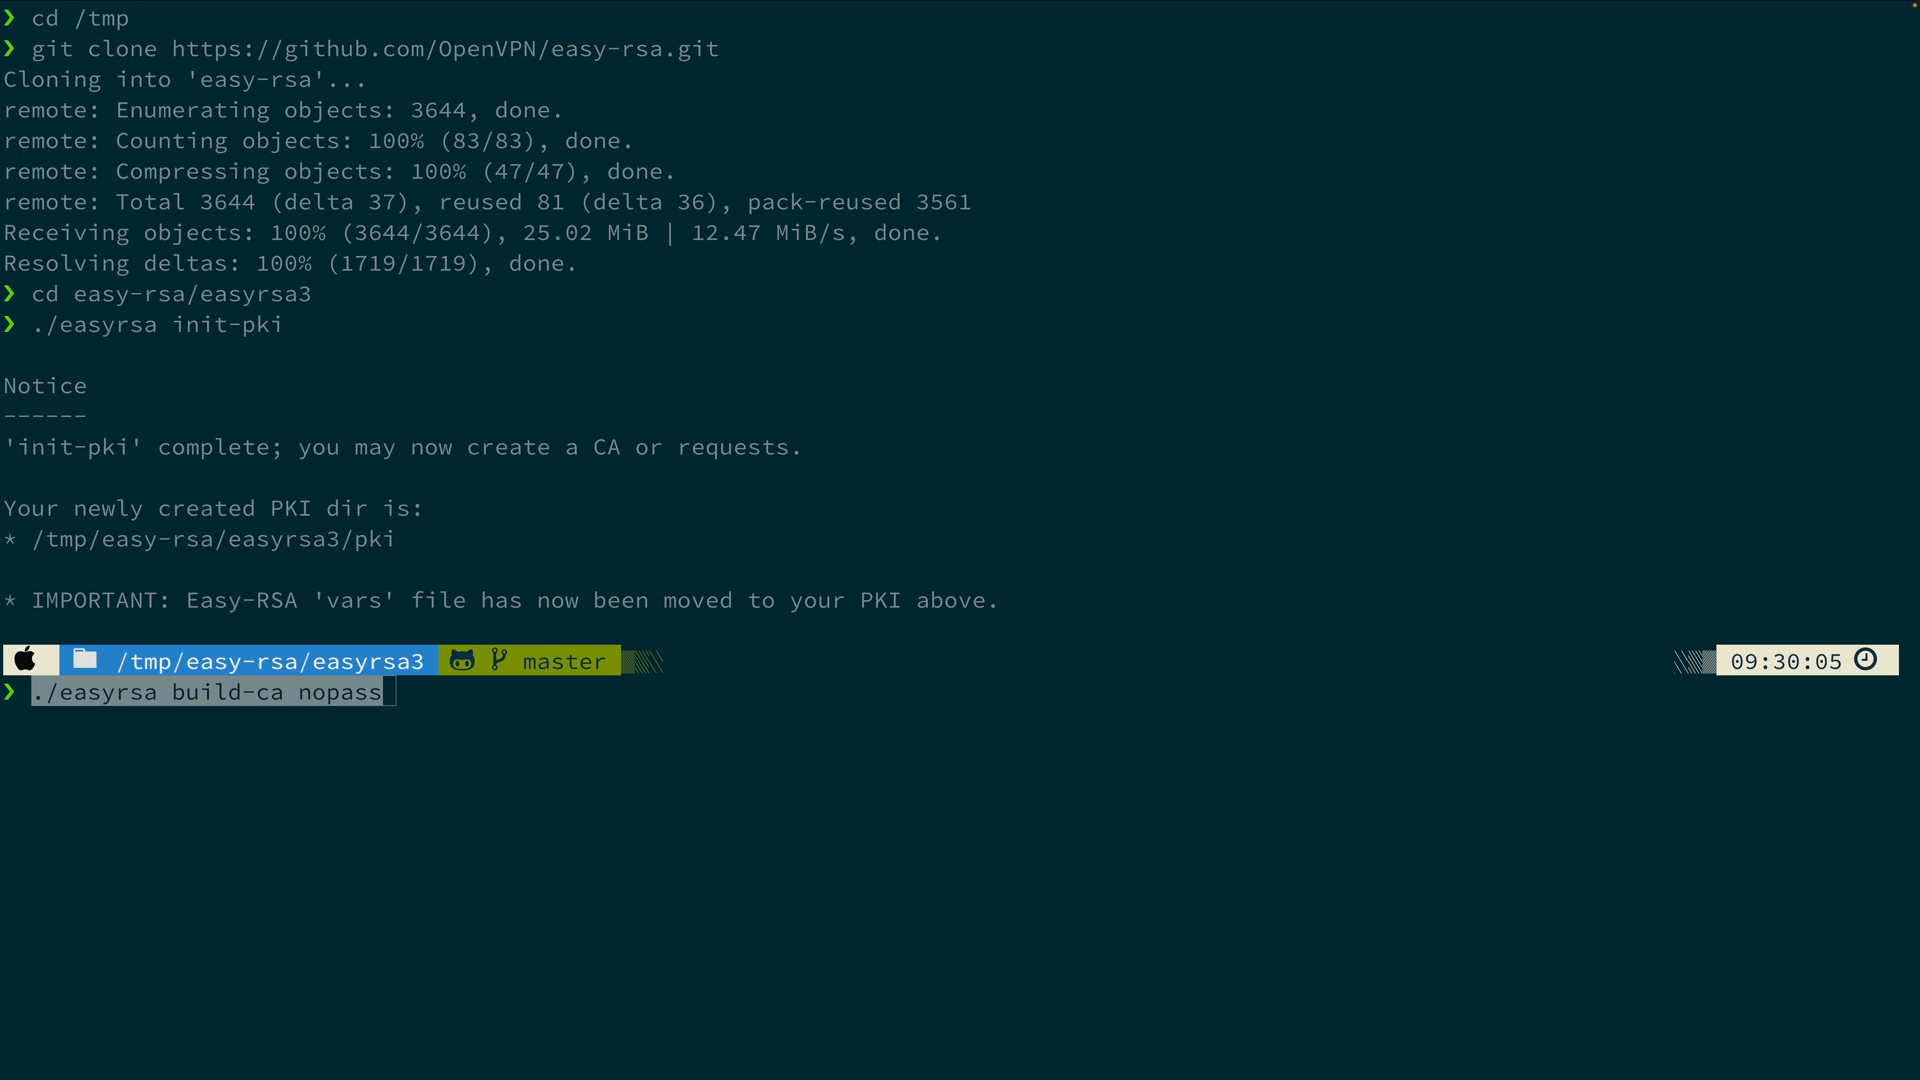 ❯ cd /tmp
❯ git clone https://github.com/OpenVPN/easy-rsa.git
Cloning into 'easy-rsa'...
remote: Enumerating objects: 3644, done.
remote: Counting objects: 100% (83/83), done.
remote: Compressing objects: 100% (47/47), done.
remote: Total 3644 (delta 37), reused 81 (delta 36), pack-reused 3561
Receiving objects: 100% (3644/3644), 25.02 MiB | 12.47 MiB/s, done.
Resolving deltas: 100% (1719/1719), done.
❯ cd easy-rsa/easyrsa3
❯ ./easyrsa init-pki
Notice
------
'init-pki' complete; you may now create a CA or requests.
Your newly created PKI dir is:
* /tmp/easy-rsa/easyrsa3/pki
* IMPORTANT: Easy-RSA 'vars' file has now been moved to your PKI above.
/tmp/easy-rsa/easyrsa3 master 09:30:05
❯ ./easyrsa build-ca nopass